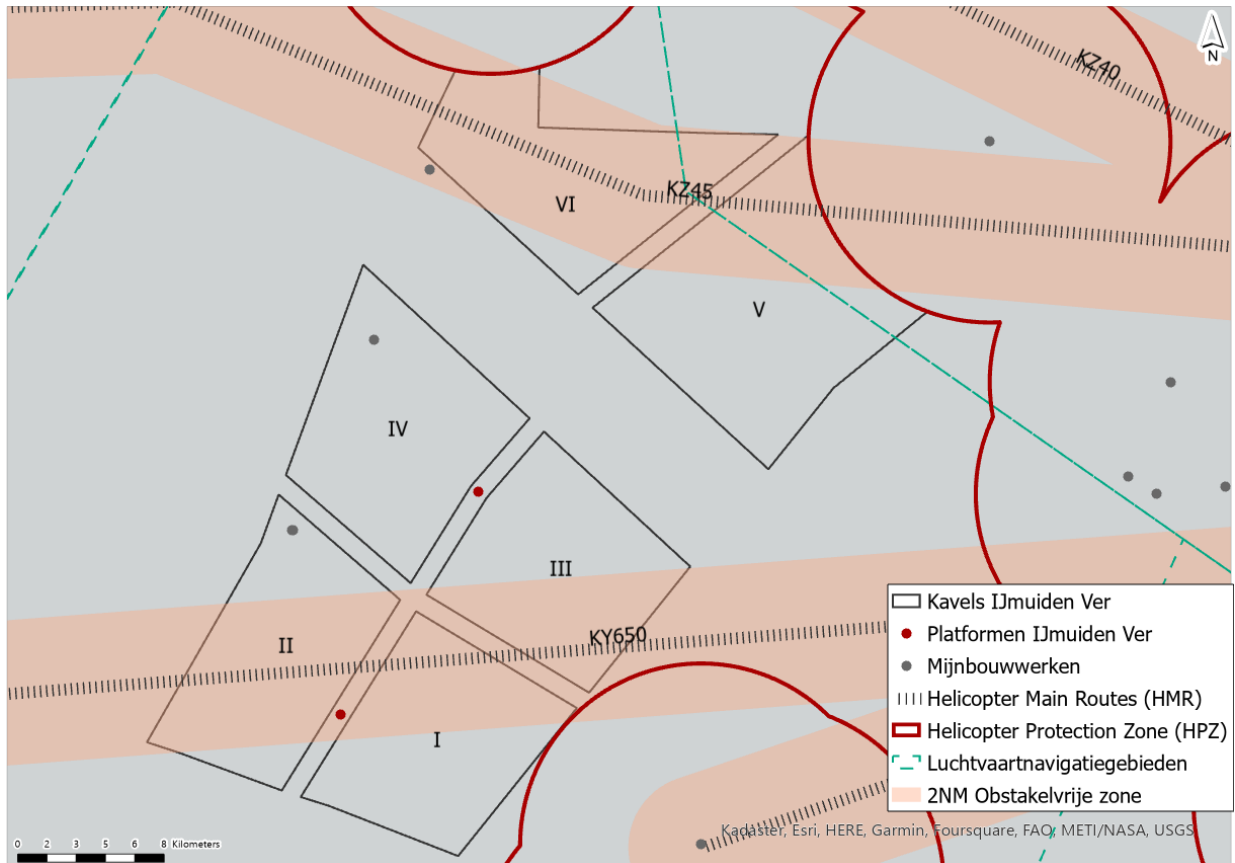 KZ40
N
KZ45
VI
V
IV
III
KY650
II
I
Kavels IJmuiden Ver
Platformen IJmuiden Ver
Mijnbouwwerken
Helicopter Main Routes (HMR)
Helicopter Protection Zone (HPZ)
Luchtvaartnavigatiegebieden
2NM Obstakelvrije zone
Kadaster, Esri, HERE, Garmin, Foursquare, FAO, METI/NASA, USGS
0 2 3 5 6 8 Kilometers